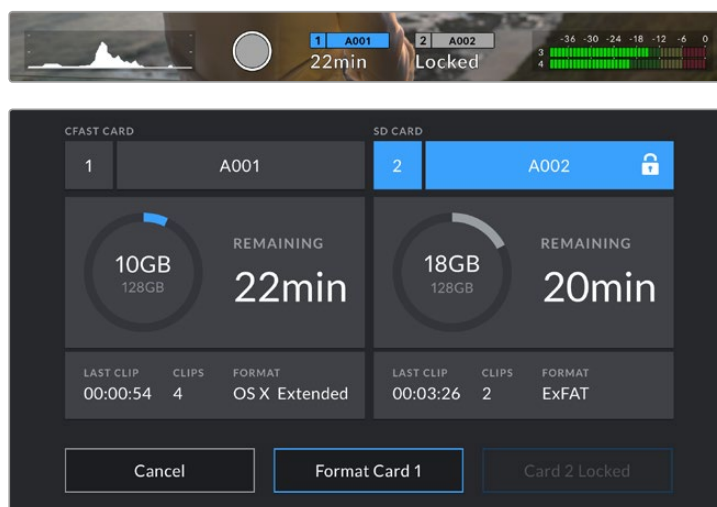 1 A001 2 A002
22min Locked
-36 -30 -24 -18 -12 -6 0
3
4
CFAST CARD SD CARD
1 A001 2 A002
10GB
128GB
REMAINING
22min
18GB
128GB
REMAINING
20min
LAST CLIP CLIPS FORMAT
00:00:54 4 OS X Extended
LAST CLIP CLIPS FORMAT
00:03:26 2 ExFAT
Cancel Format Card 1 Card 2 Locked